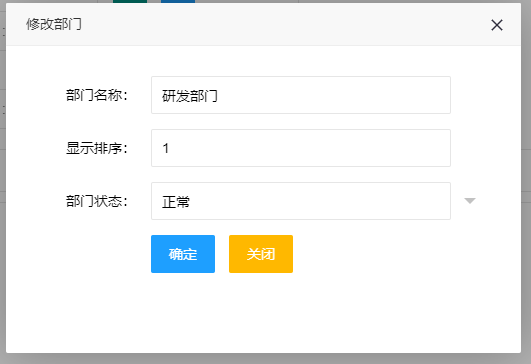 修改部门
部门名称：
研发部门
显示排序：
1
部门状态：
正常
确定
关闭